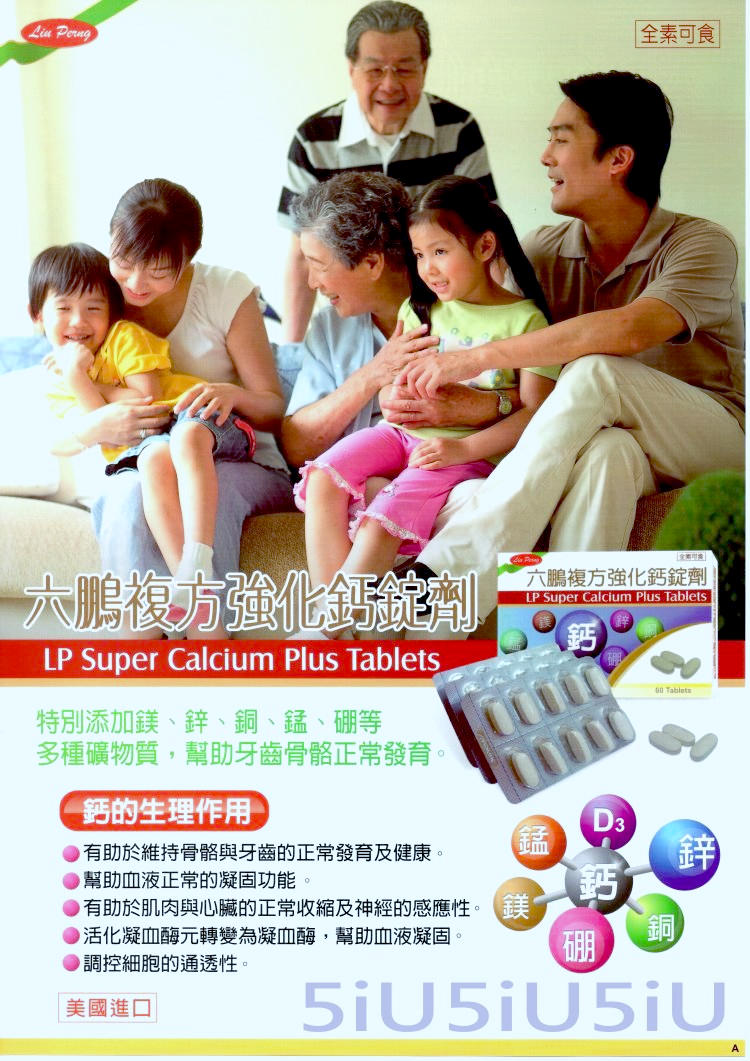 Lin Perng
全素可食
六鵬複方強化鈣錠劑
LP Super Calcium Plus Tablets
Lin Perng
全素可食
六鵬複方強化鈣錠劑
LP Super Calcium Plus Tablets
錳
鎂
鈣
鋅
銅
硼
60 Tablets
特別添加鎂、鋅、銅、錳、硼等
多種礦物質，幫助牙齒骨骼正常發育。
鈣的生理作用
有助於維持骨骼與牙齒的正常發育及健康。
幫助血液正常的凝固功能。
有助於肌肉與心臟的正常收縮及神經的感應性。
活化凝血酶元轉變為凝血酶，幫助血液凝固。
調控細胞的通透性。
D3
錳
鋅
鈣
鎂
銅
硼
美國進口
5iU5iU5iU
A